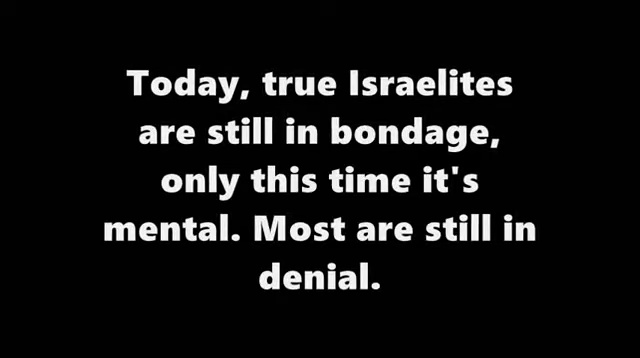 Today, true Israelites
are still in bondage,
only this time it's
mental. Most are still in
denial.